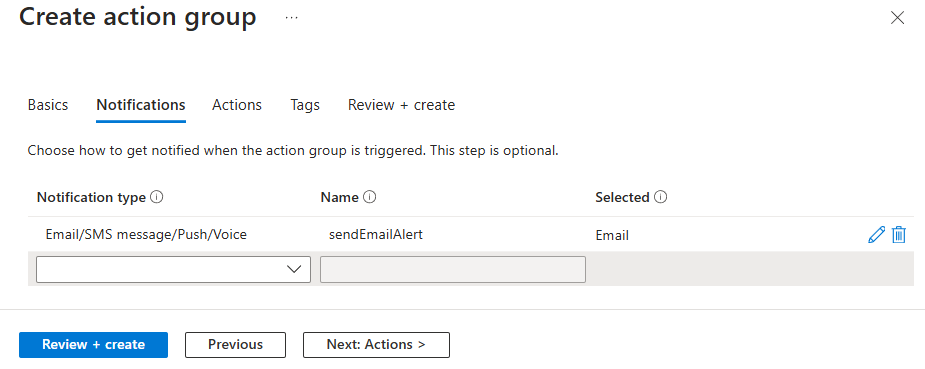 Create action group ...
Basics Notifications Actions Tags Review + create
Choose how to get notified when the action group is triggered. This step is optional.
Notification type Name Selected
Email/SMS message/Push/Voice sendEmailAlert Email
Review + create Previous Next: Actions >